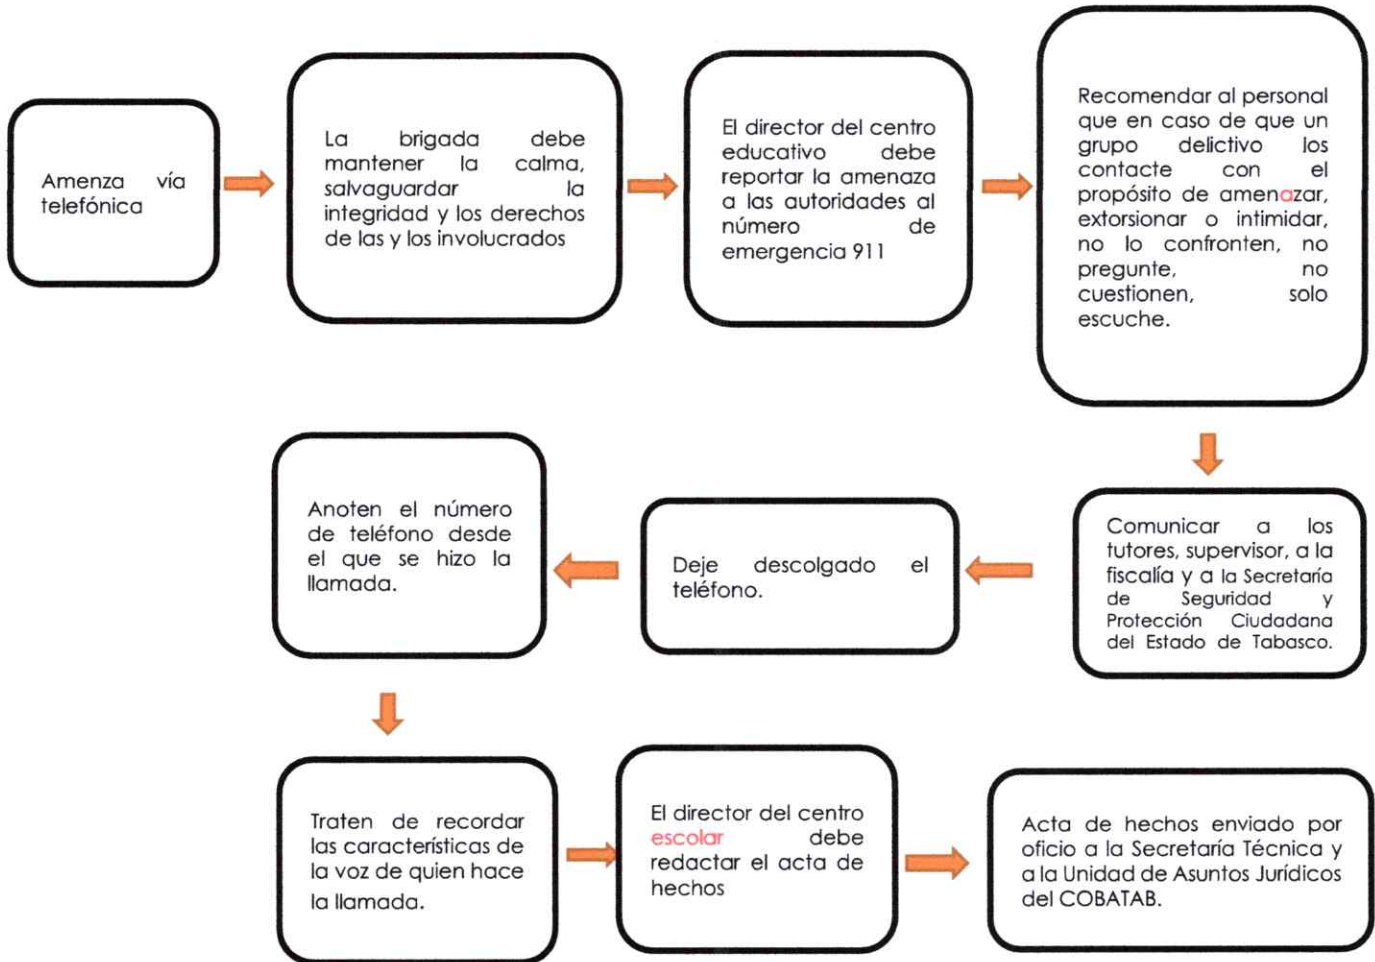 Amenza vía
telefónica
La brigada debe
mantener la calma,
salvaguardar la
integridad y los derechos
de las y los involucrados
El director del centro
educativo debe
reportar la amenaza
a las autoridades al
número de
emergencia 911
Recomendar al personal
que en caso de que un
grupo delictivo los
contacte con el
propósito de amenazar,
extorsionar o intimidar,
no lo confronten, no
pregunte, no
cuestionen, solo
escuche.
Comunicar a los
tutores, supervisor, a la
fiscalía y a la Secretaría
de Seguridad y
Protección Ciudadana
del Estado de Tabasco.
Deje descolgado el
teléfono.
Anoten el número
de teléfono desde
el que se hizo la
llamada.
Traten de recordar
las características de
la voz de quien hace
la llamada.
El director del centro
escolar debe
redactar el acta de
hechos
Acta de hechos enviado por
oficio a la Secretaría Técnica y
a la Unidad de Asuntos Jurídicos
del COBATAB.